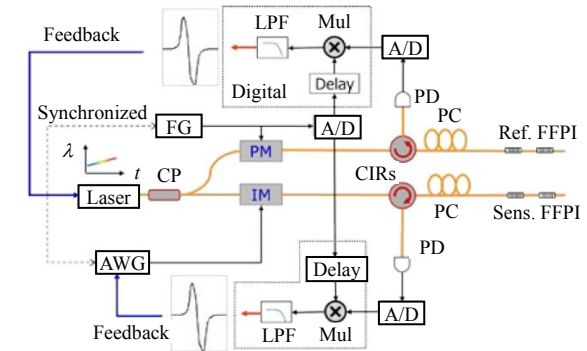 Feedback
LPF
Mul
A/D
Delay
Digital
PD
PC
Synchronized
FG
A/D
Ref. FFPI
λ
t
CP
PM
CIRs
Laser
IM
PC
Sens. FFPI
PD
AWG
Delay
Feedback
LPF
Mul
A/D